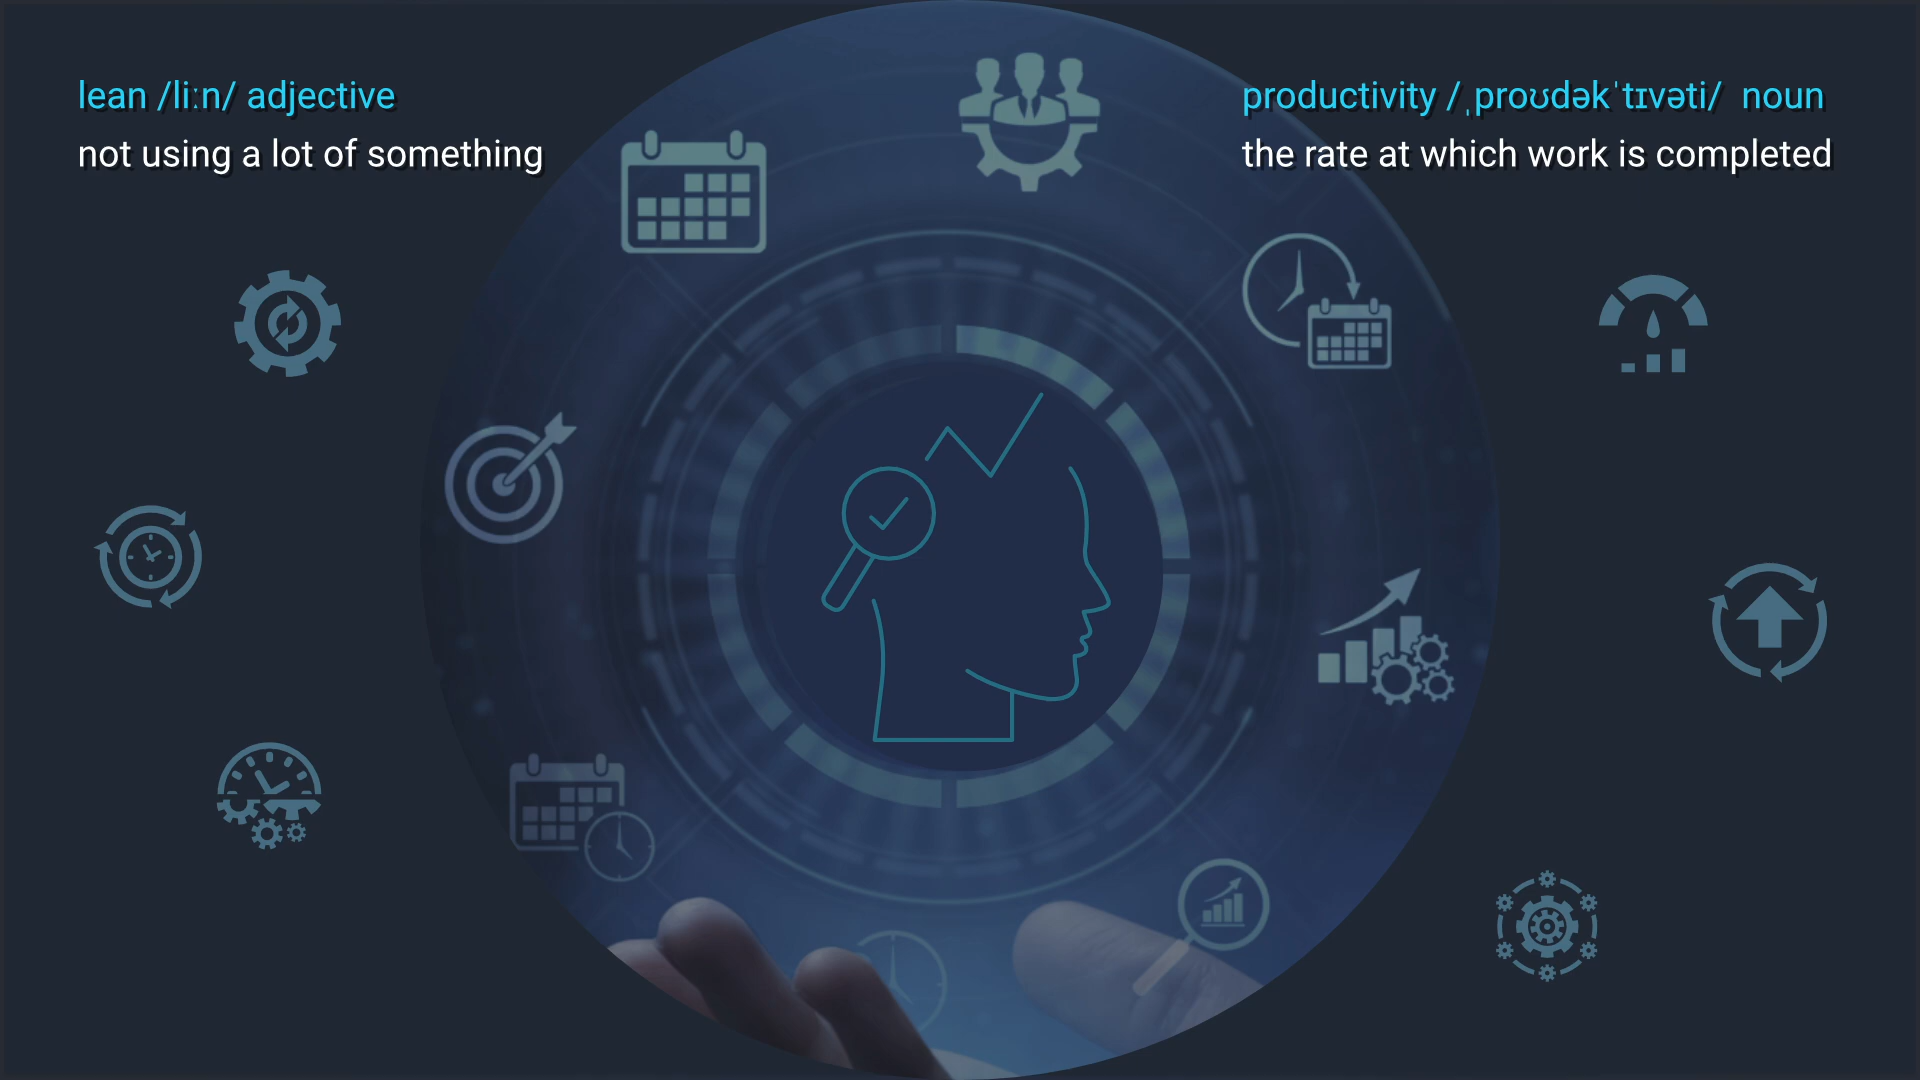 lean /liːn/ adjective
not using a lot of something
productivity /ˌproʊdəkˈtɪvəti/ noun
the rate at which work is completed